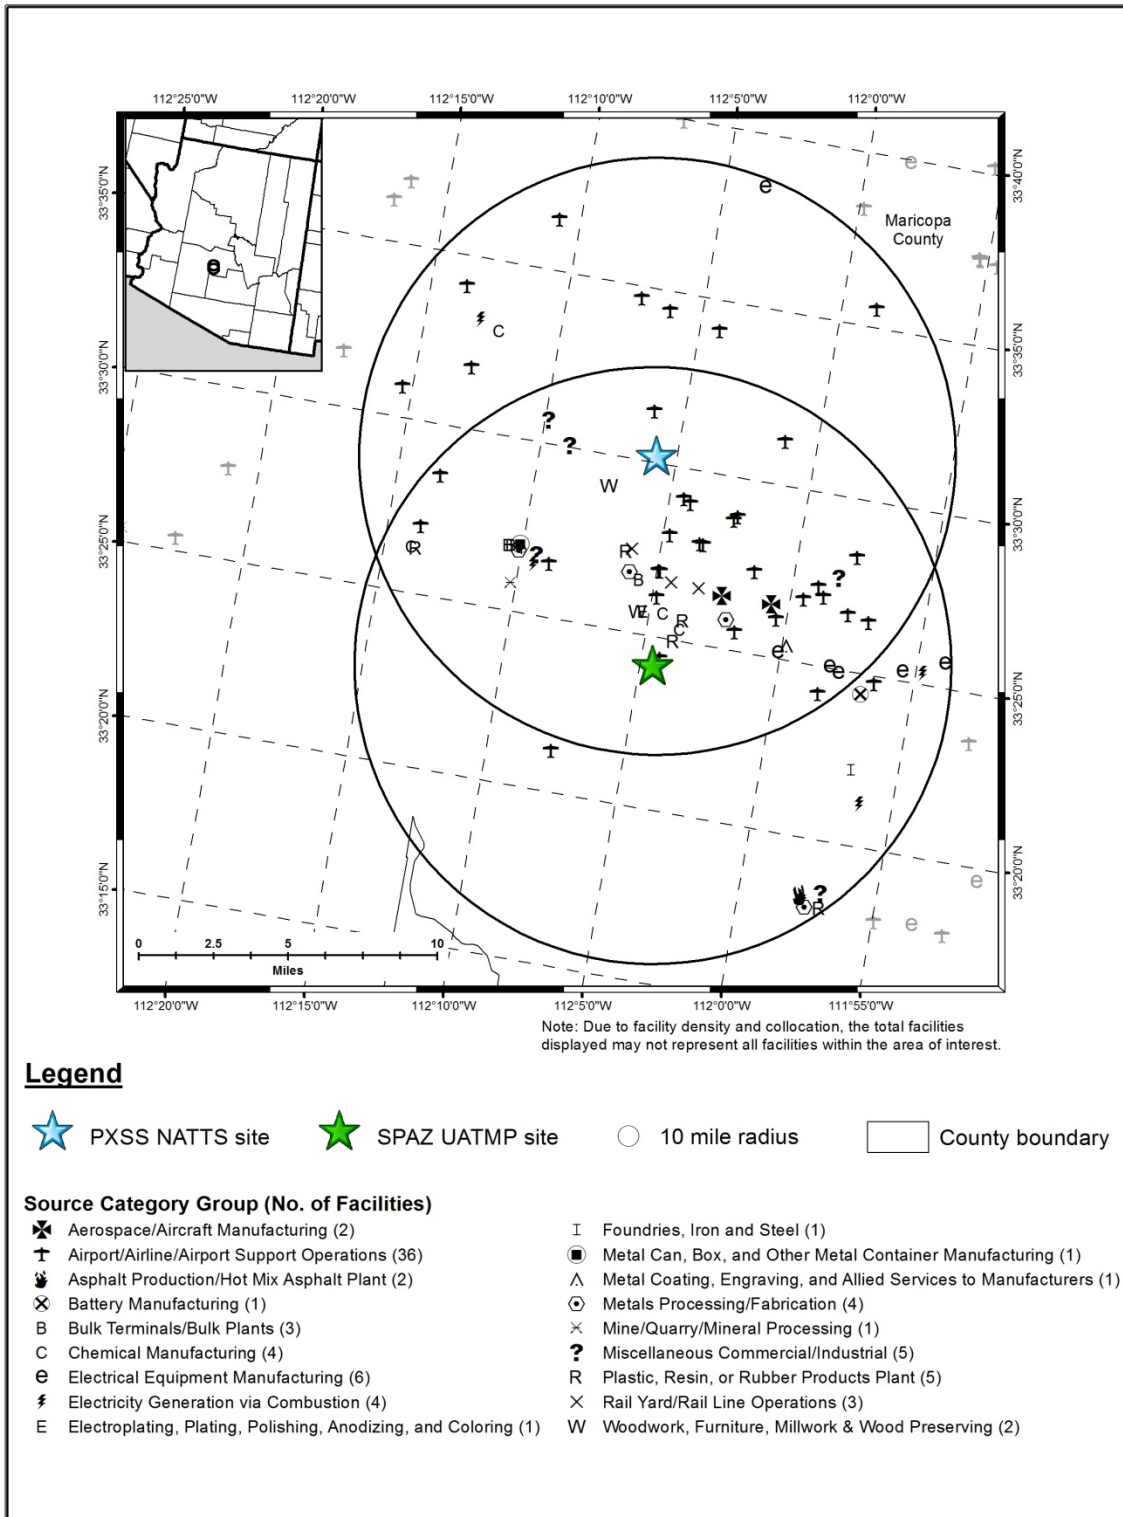 112°25'0"W 112°20'0"W 112°15'0"W 112°10'0"W 112°5'0"W 112°0'0"W
33°40'0"N
33°35'0"N
Maricopa
County
33°35'0"N
33°30'0"N
33°30'0"N
33°25'0"N
33°25'0"N
33°20'0"N
33°20'0"N
33°15'0"N
0 2.5 5 10
Miles
112°20'0"W 112°15'0"W 112°10'0"W 112°5'0"W 112°0'0"W 111°55'0"W
Note: Due to facility density and collocation, the total facilities
displayed may not represent all facilities within the area of interest.
Legend
PXSS NATTS site SPAZ UATMP site 10 mile radius County boundary
Source Category Group (No. of Facilities)
Aerospace/Aircraft Manufacturing (2)
Airport/Airline/Airport Support Operations (36)
Asphalt Production/Hot Mix Asphalt Plant (2)
Battery Manufacturing (1)
B Bulk Terminals/Bulk Plants (3)
C Chemical Manufacturing (4)
e Electrical Equipment Manufacturing (6)
Electricity Generation via Combustion (4)
E Electroplating, Plating, Polishing, Anodizing, and Coloring (1)
I Foundries, Iron and Steel (1)
Metal Can, Box, and Other Metal Container Manufacturing (1)
Metal Coating, Engraving, and Allied Services to Manufacturers (1)
Metals Processing/Fabrication (4)
Mine/Quarry/Mineral Processing (1)
? Miscellaneous Commercial/Industrial (5)
R Plastic, Resin, or Rubber Products Plant (5)
Rail Yard/Rail Line Operations (3)
W Woodwork, Furniture, Millwork & Wood Preserving (2)